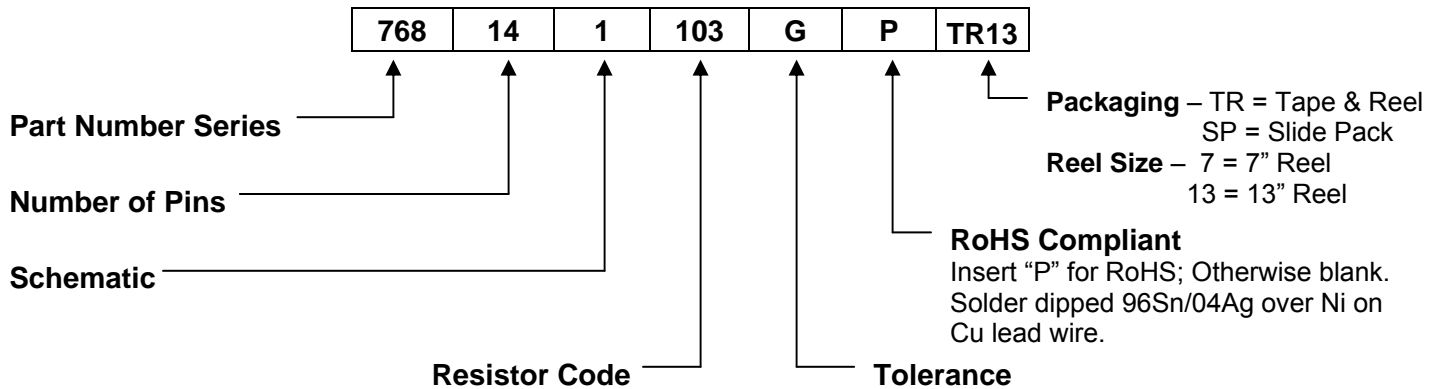 768 14 1 103 G P TR13
Part Number Series
Number of Pins
Schematic
Resistor Code
Tolerance
Packaging – TR = Tape & Reel
SP = Slide Pack
Reel Size – 7 = 7” Reel
13 = 13” Reel
RoHS Compliant
Insert “P” for RoHS; Otherwise blank.
Solder dipped 96Sn/04Ag over Ni on
Cu lead wire.